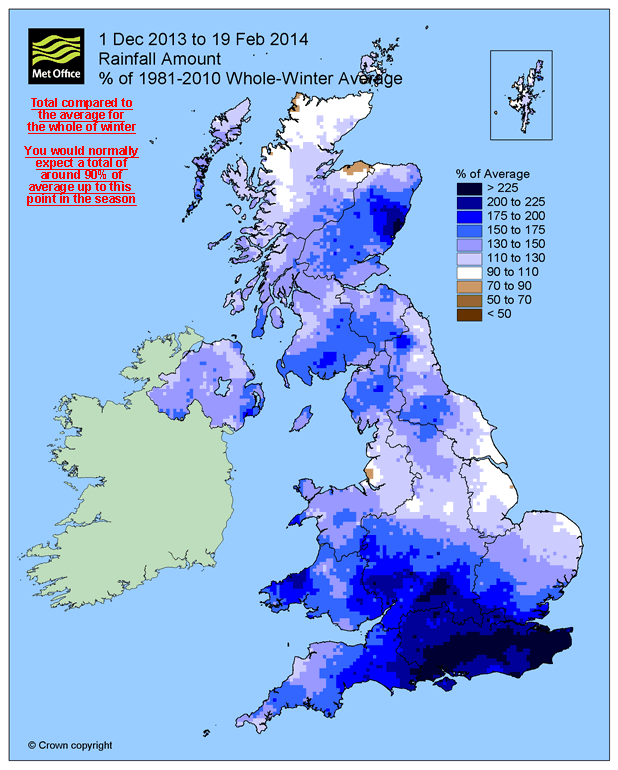 Met Office
1 Dec 2013 to 19 Feb 2014
Rainfall Amount
% of 1981-2010 Whole-Winter Average
Total compared to
the average for
the whole of winter
You would normally
expect a total of
around 90% of
average up to this
point in the season
% of Average
> 225
200 to 225
175 to 200
150 to 175
130 to 150
110 to 130
90 to 110
70 to 90
50 to 70
< 50
© Crown copyright